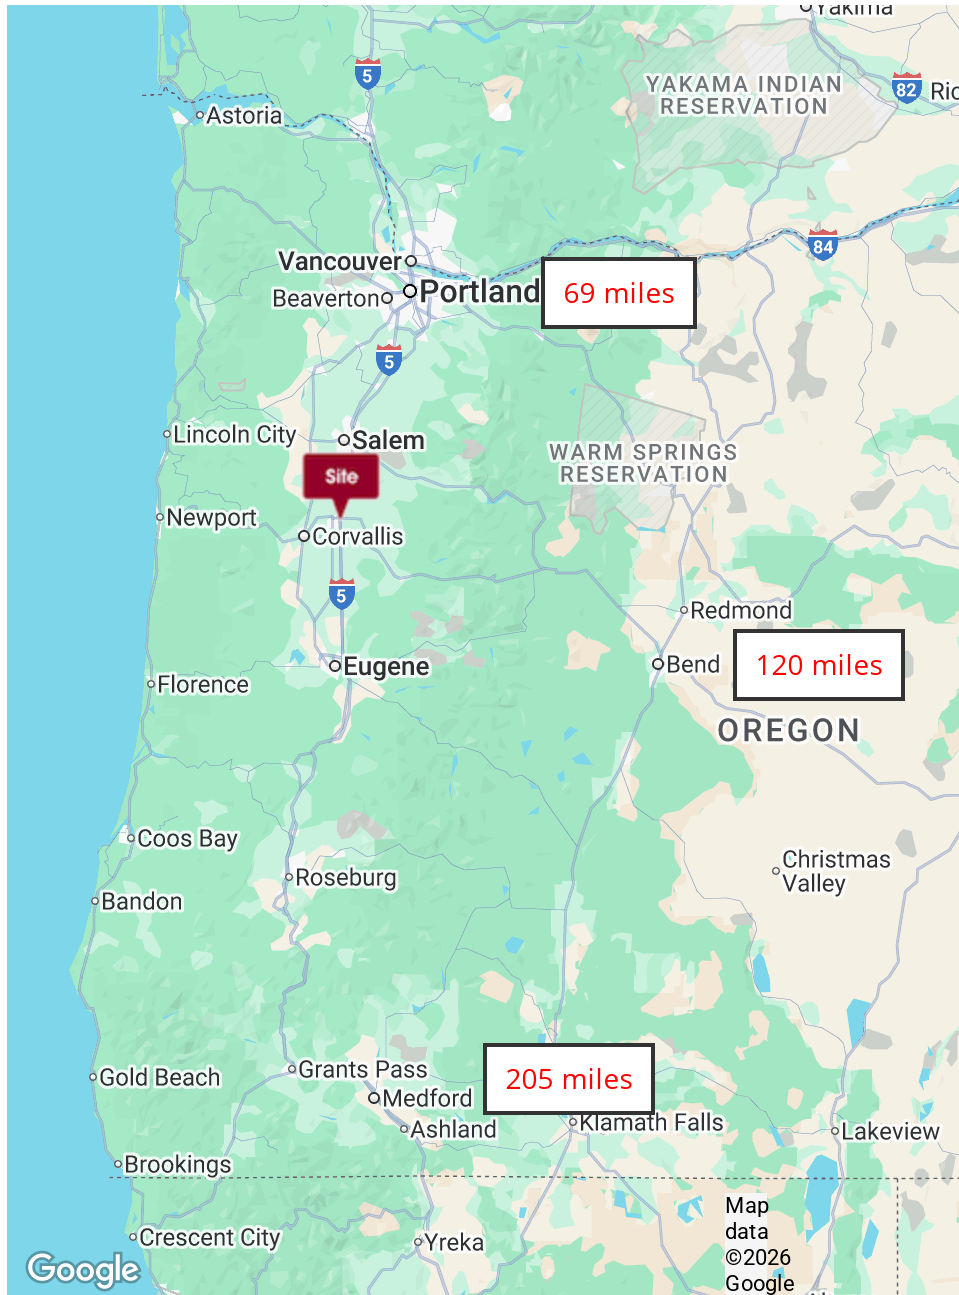 Yakima
5
YAKAMA INDIAN
RESERVATION
82
Ric
Astoria
84
Vancouver
Beaverton
Portland
69 miles
5
Lincoln City
Salem
WARM SPRINGS
RESERVATION
Site
Newport
Corvallis
5
Redmond
Eugene
Bend
120 miles
Florence
OREGON
Coos Bay
Christmas
Valley
Roseburg
Bandon
Grants Pass
205 miles
Gold Beach
Medford
Klamath Falls
Ashland
Lakeview
Brookings
Crescent City
Yreka
Map
data
©2026
Google
Google